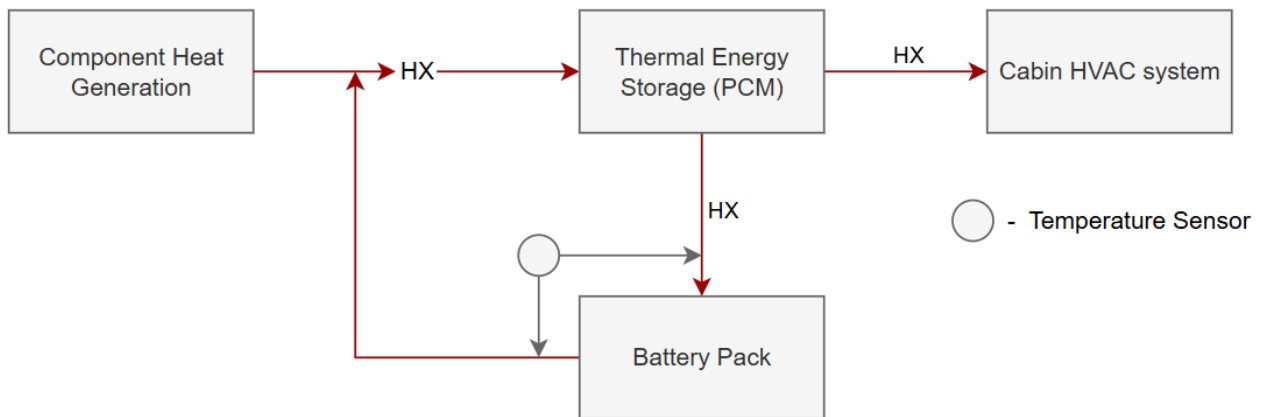 Component Heat
Generation
HX
Thermal Energy
Storage (PCM)
HX
Cabin HVAC system
HX
- Temperature Sensor
Battery Pack